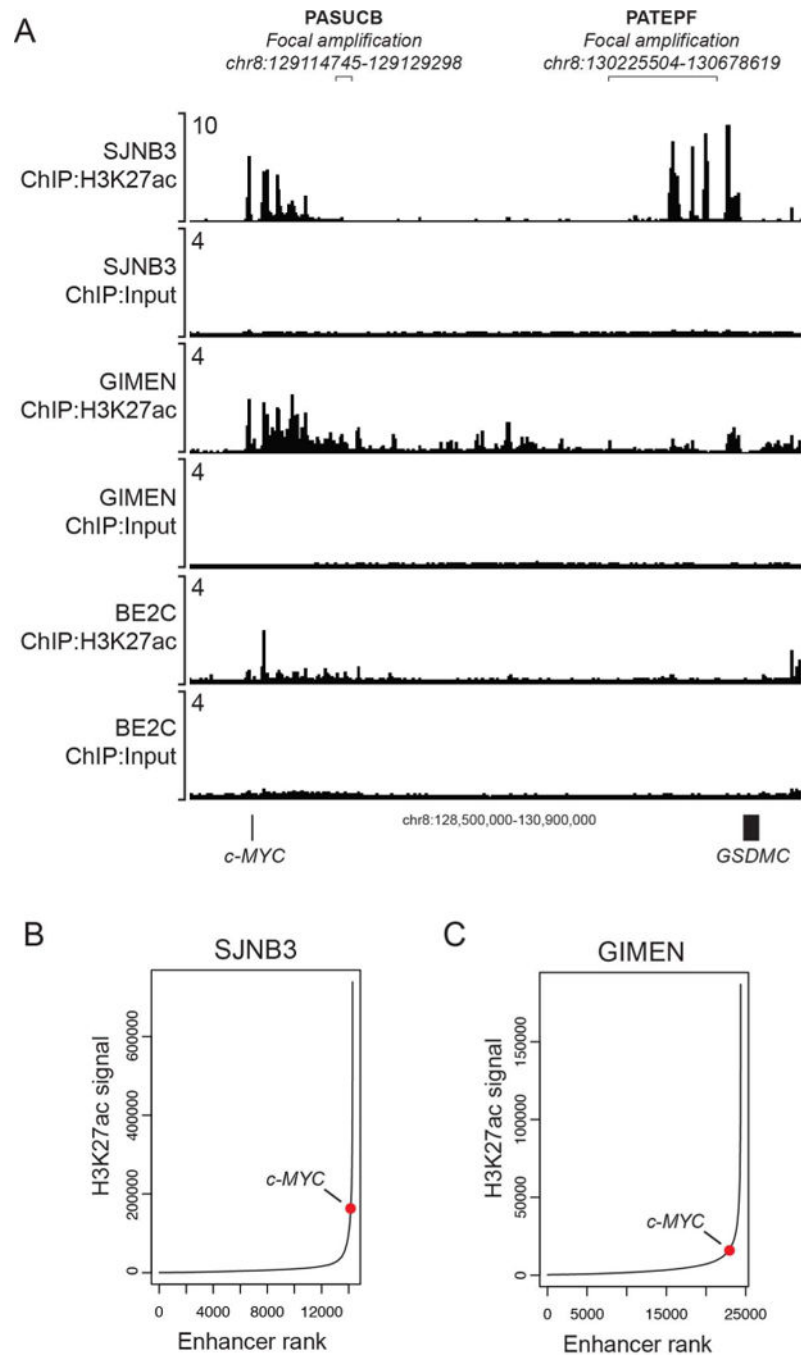 A
PASUCB
Focal amplification
chr8:129114745-129129298
PATEPF
Focal amplification
chr8:130225504-130678619
SJNB3
ChIP:H3K27ac
10
SJNB3
ChIP:Input
4
GIMEN
ChIP:H3K27ac
4
GIMEN
ChIP:Input
4
BE2C
ChIP:H3K27ac
4
BE2C
ChIP:Input
4
chr8:128,500,000-130,900,000
c-MYC
GSDMC
B
SJNB3
H3K27ac signal
600000
400000
200000
0
c-MYC
0 4000 8000 12000
Enhancer rank
C
GIMEN
H3K27ac signal
150000
100000
50000
0
c-MYC
0 5000 15000 25000
Enhancer rank